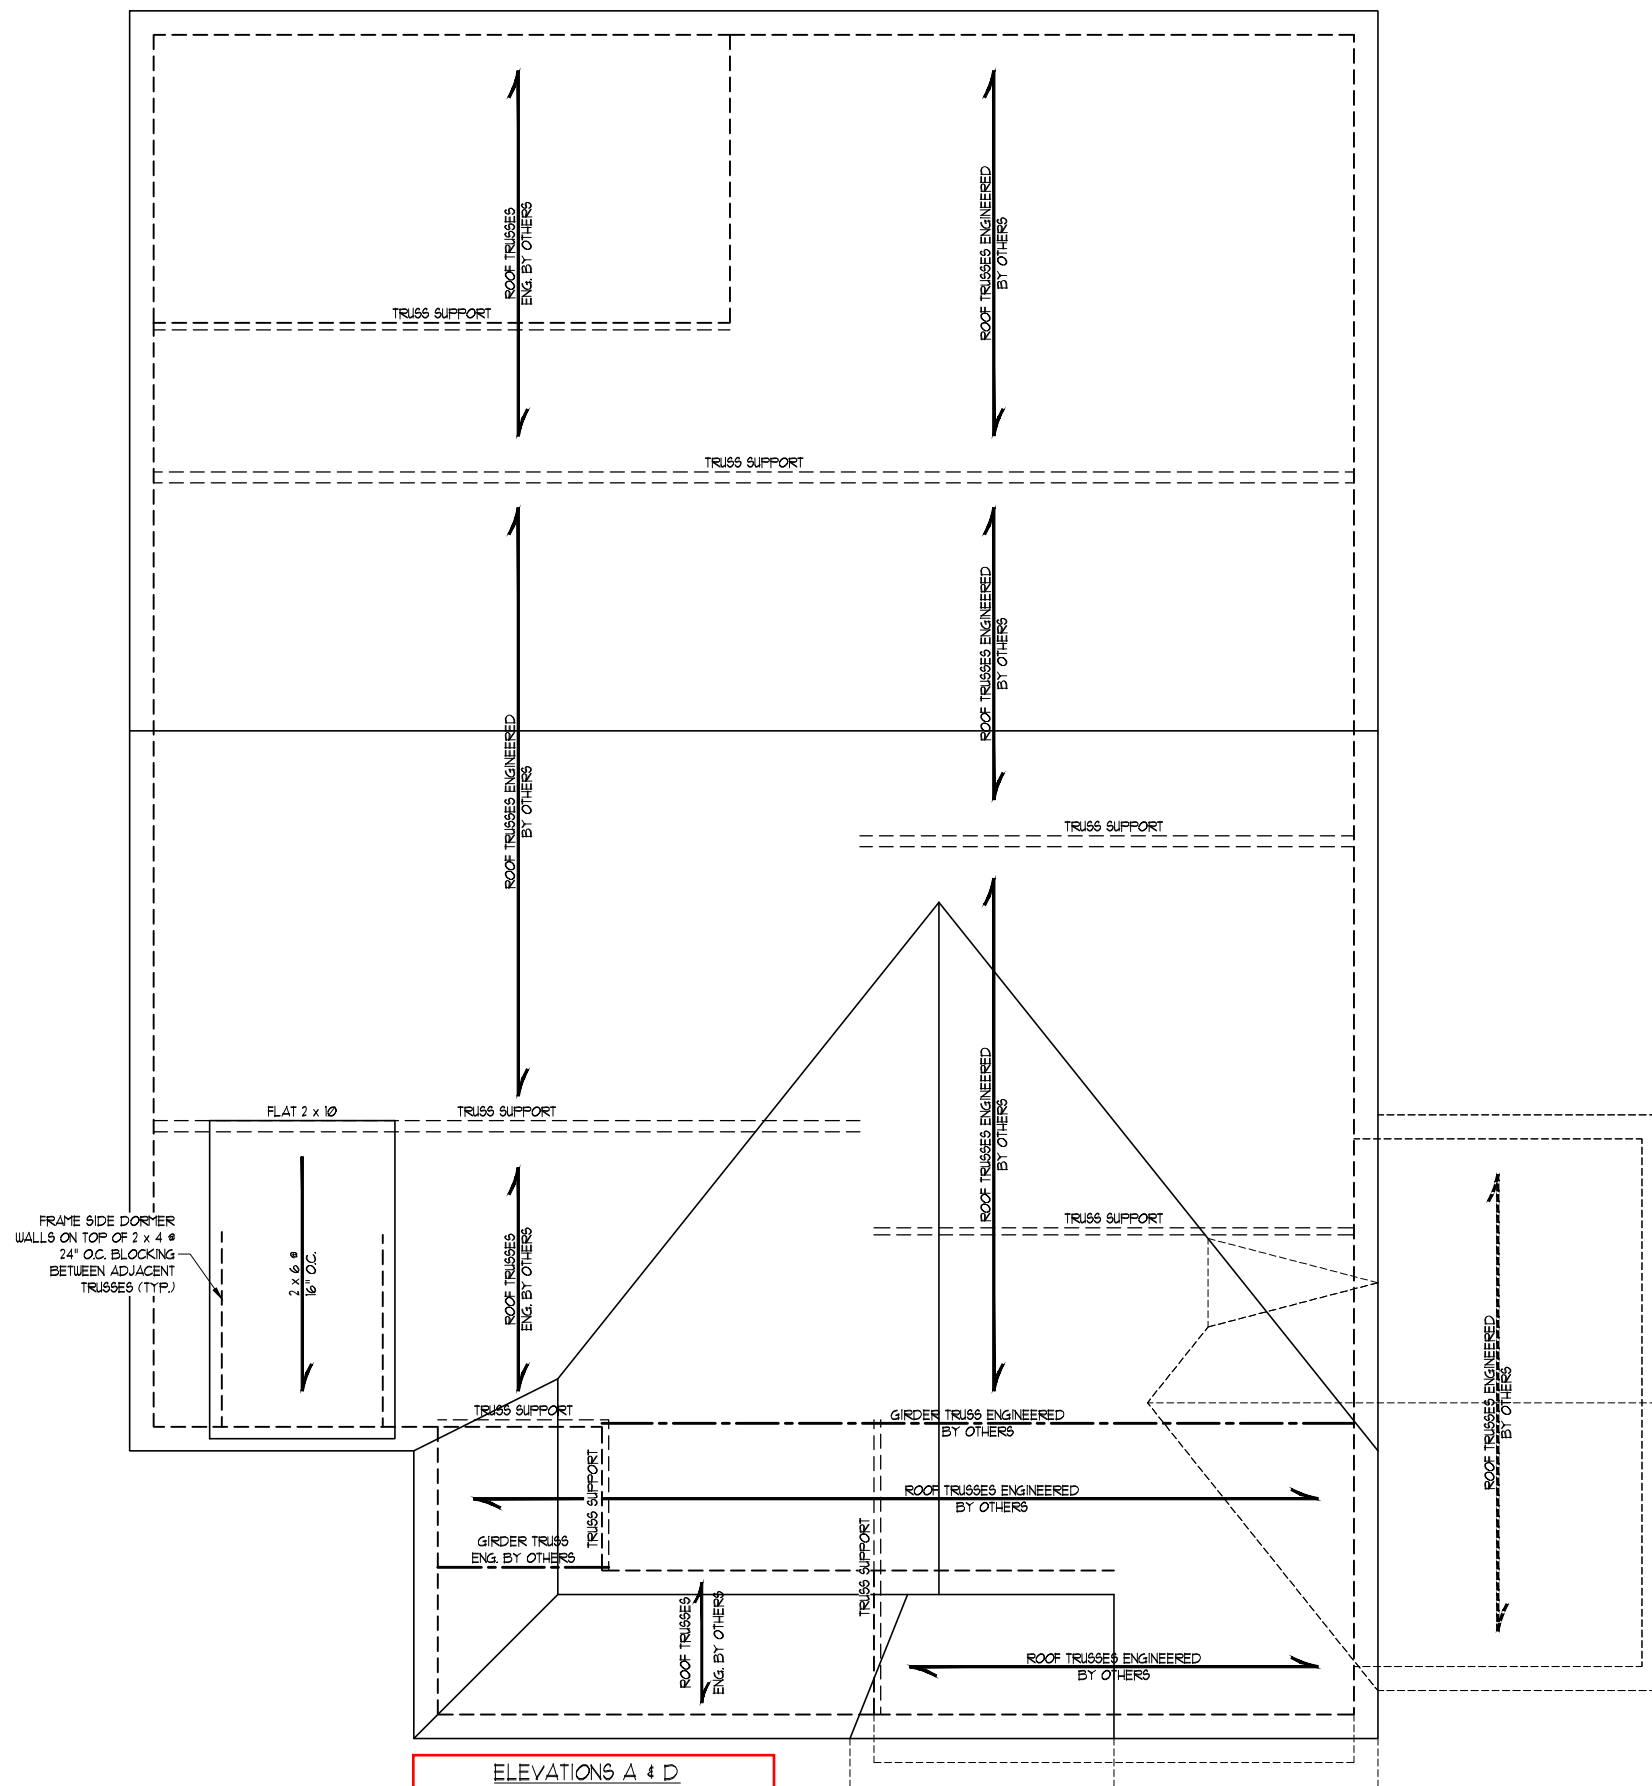 ROOF TRUSSES
ENG. BY OTHERS
ROOF TRUSSES ENGINEERED
BY OTHERS
TRUSS SUPPORT
TRUSS SUPPORT
ROOF TRUSSES ENGINEERED
BY OTHERS
ROOF TRUSSES ENGINEERED
BY OTHERS
TRUSS SUPPORT
FLAT 2 x 10
TRUSS SUPPORT
ROOF TRUSSES ENGINEERED
BY OTHERS
FRAME SIDE DORMER
WALLS ON TOP OF 2 x 4 @
24" O.C. BLOCKING
BETWEEN ADJACENT
TRUSSES (TYP.)
2 x 6 @
16" O.C.
ROOF TRUSSES
ENG. BY OTHERS
TRUSS SUPPORT
ROOF TRUSSES ENGINEERED
BY OTHERS
TRUSS SUPPORT
GIRDER TRUSS ENGINEERED
BY OTHERS
TRUSS SUPPORT
ROOF TRUSSES ENGINEERED
BY OTHERS
GIRDER TRUSS
ENG. BY OTHERS
TRUSS SUPPORT
ROOF TRUSSES
ENG. BY OTHERS
ROOF TRUSSES ENGINEERED
BY OTHERS
ELEVATIONS A & D